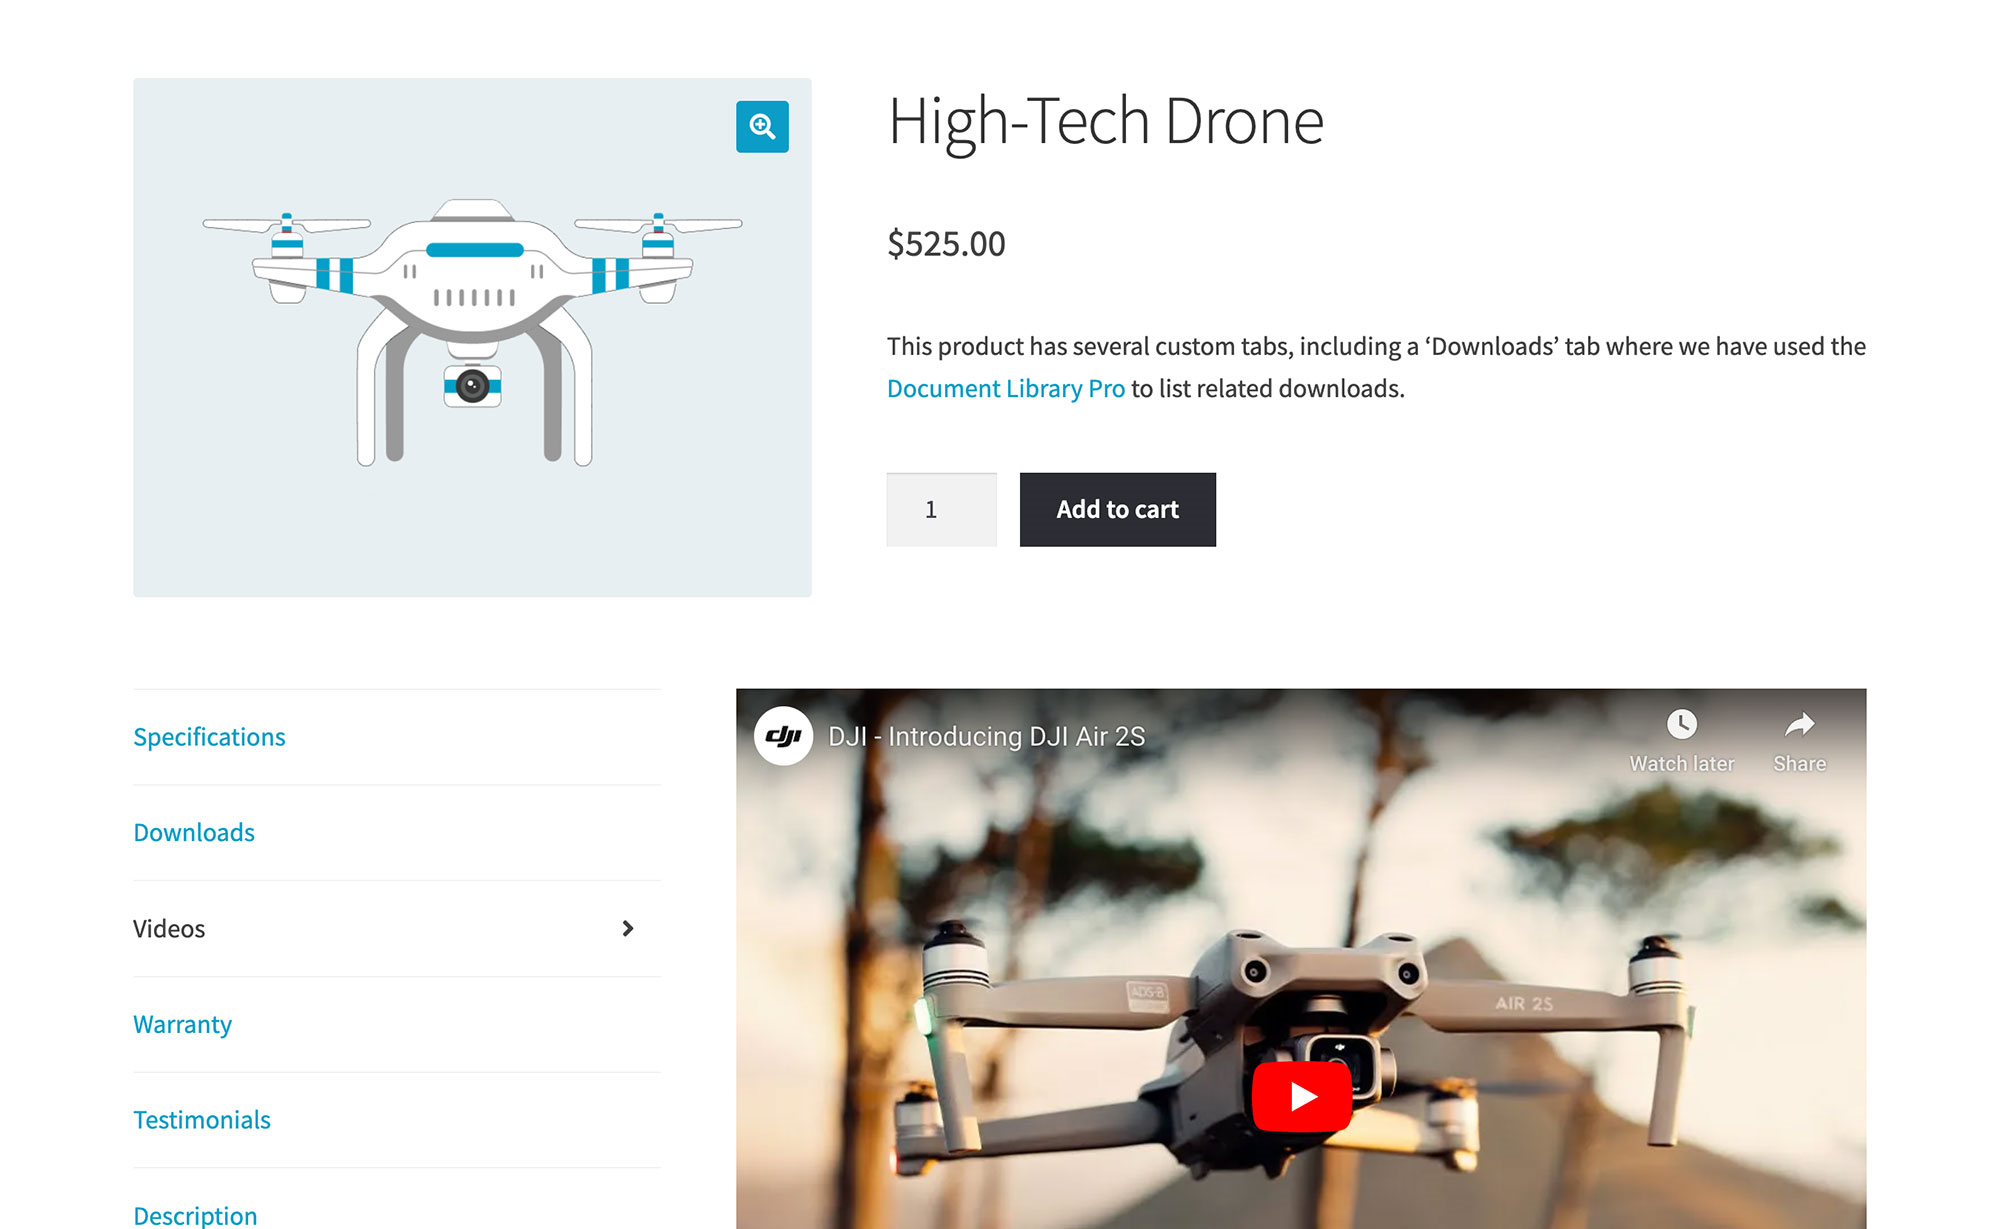 High-Tech Drone
$525.00
This product has several custom tabs, including a ‘Downloads’ tab where we have used the
Document Library Pro to list related downloads.
1
Add to cart
Specifications
Downloads
Videos
Warranty
Testimonials
Description
dji
DJI - Introducing DJI Air 2S
Watch later
Share
ADS-B
AIR 2S